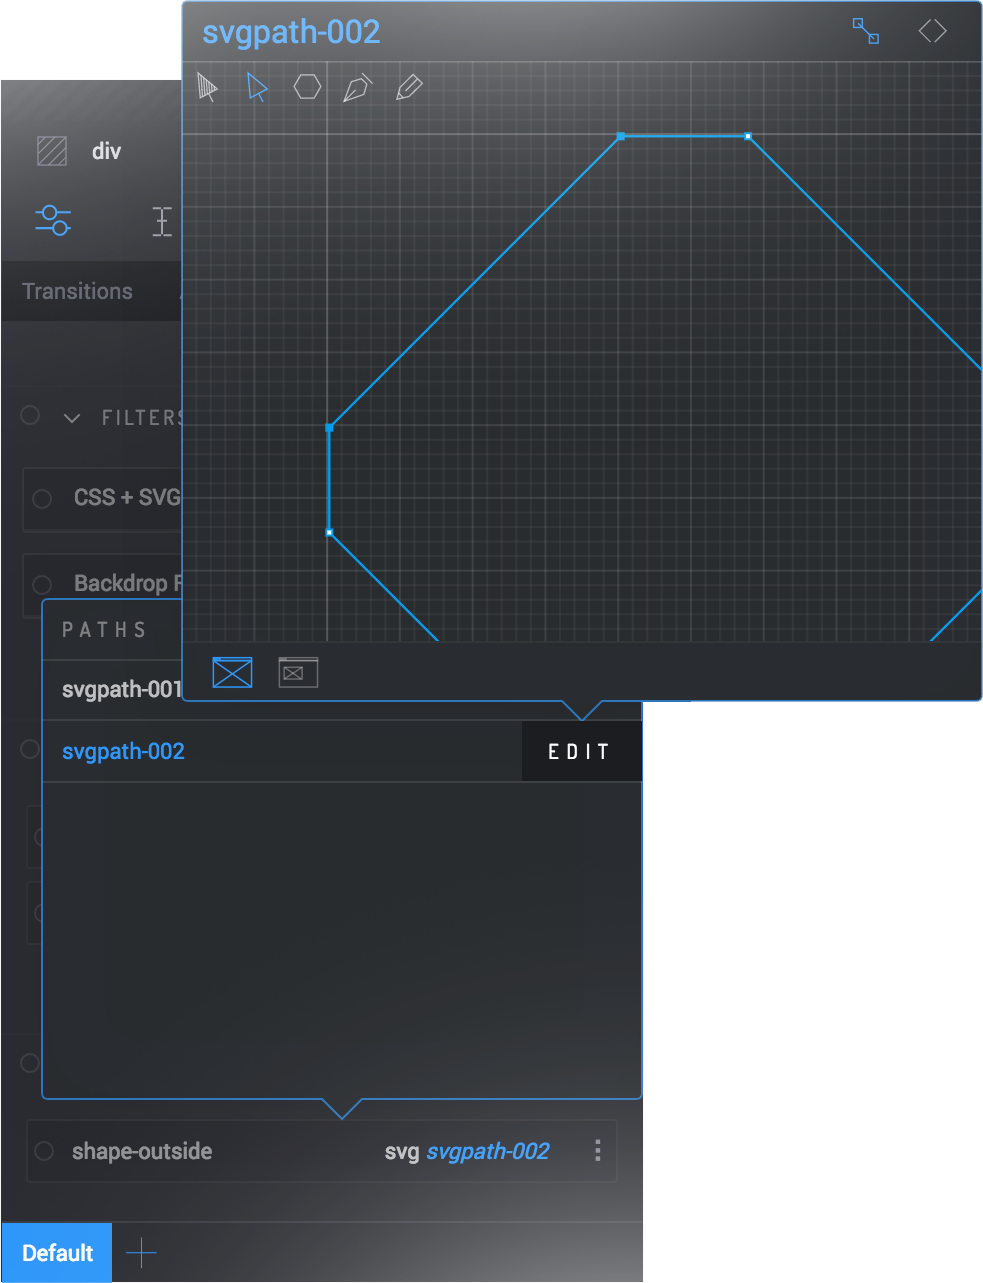 svgpath-002
div
Transitions
FILTERS
CSS + SVG
Backdrop F
PATHS
svgpath-001
svgpath-002
EDIT
shape-outside svg svgpath-002
Default